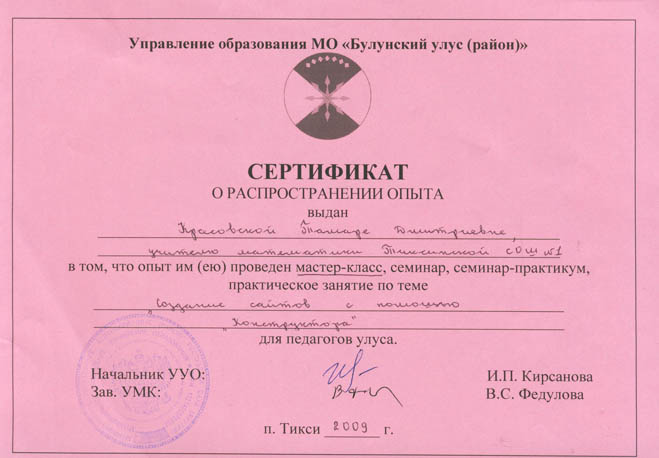 Управление образования МО «Булунский улус (район)»
СЕРТИФИКАТ
О РАСПРОСТРАНЕНИИ ОПЫТА
выдан
Красовской Тамаре Дмитриевне,
учителю математики Тиксинской СОШ №1
в том, что опыт им (ею) проведен мастер-класс, семинар, семинар-практикум,
практическое занятие по теме
„Создание сайтов с помощью
„Конструктора"
для педагогов улуса.
Начальник УУО:
И.П. Кирсанова
Зав. УМК:
В.С. Федулова
п. Тикси 2009 г.